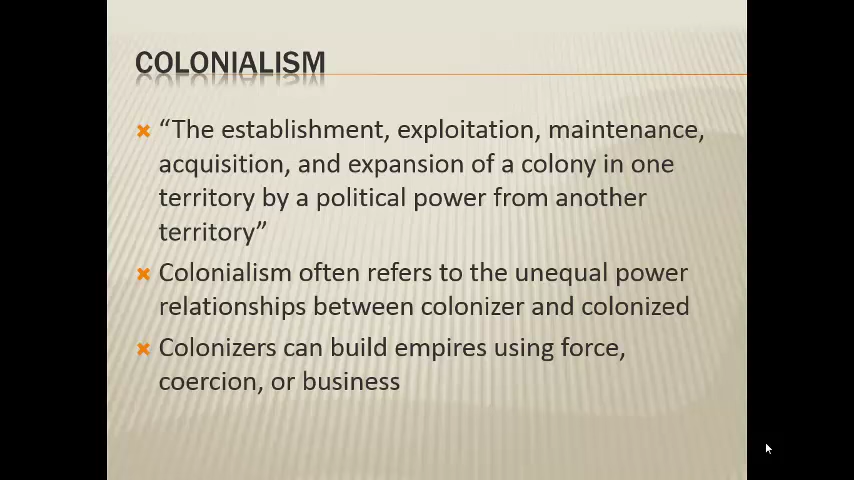 COLONIALISM
“The establishment, exploitation, maintenance,
acquisition, and expansion of a colony in one
territory by a political power from another
territory”
Colonialism often refers to the unequal power
relationships between colonizer and colonized
Colonizers can build empires using force,
coercion, or business